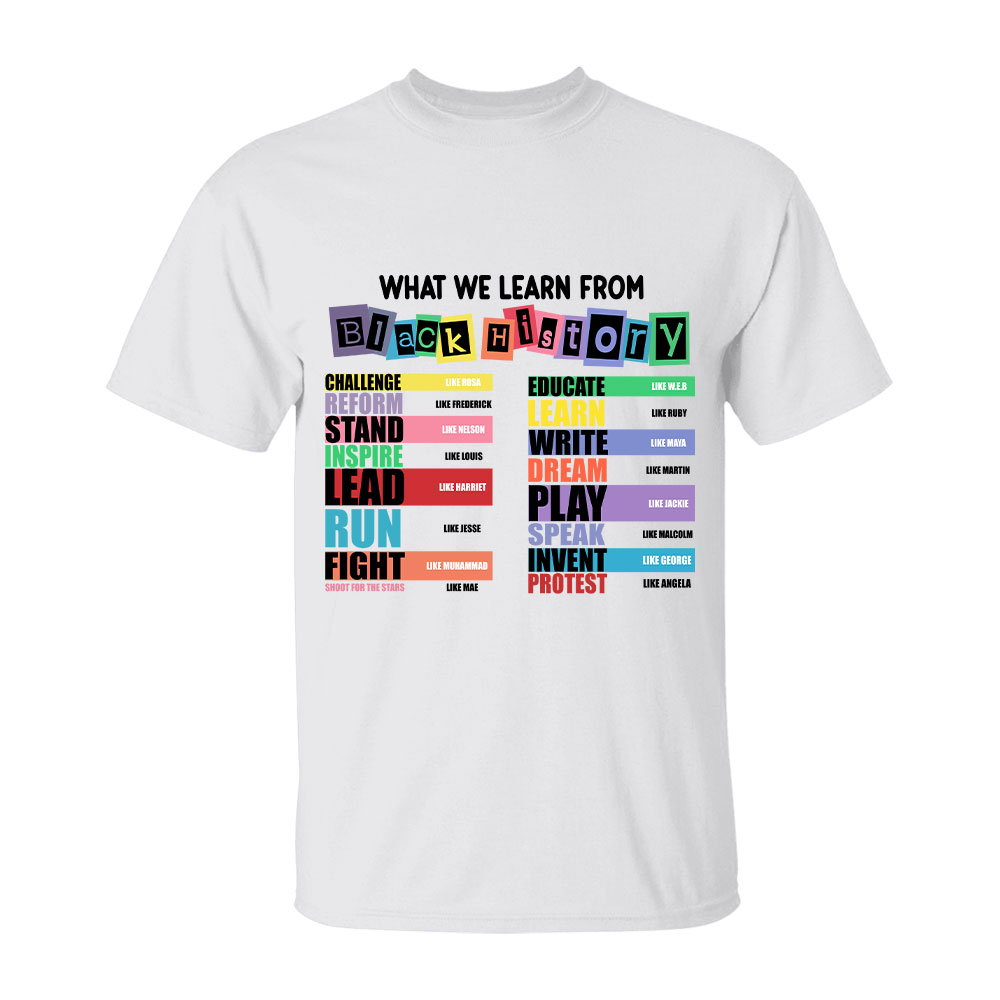 WHAT WE LEARN FROM
Black History
CHALLENGE LIKE ROSA
REFORM LIKE FREDERICK
STAND LIKE NELSON
INSPIRE LIKE LOUIS
LEAD LIKE HARRIET
RUN LIKE JESSE
FIGHT LIKE MUHAMMAD
SHOOT FOR THE STARS LIKE MAE
EDUCATE LIKE W.E.B
LEARN LIKE RUBY
WRITE LIKE MAYA
DREAM LIKE MARTIN
PLAY LIKE JACKIE
SPEAK LIKE MALCOLM
INVENT LIKE GEORGE
PROTEST LIKE ANGELA